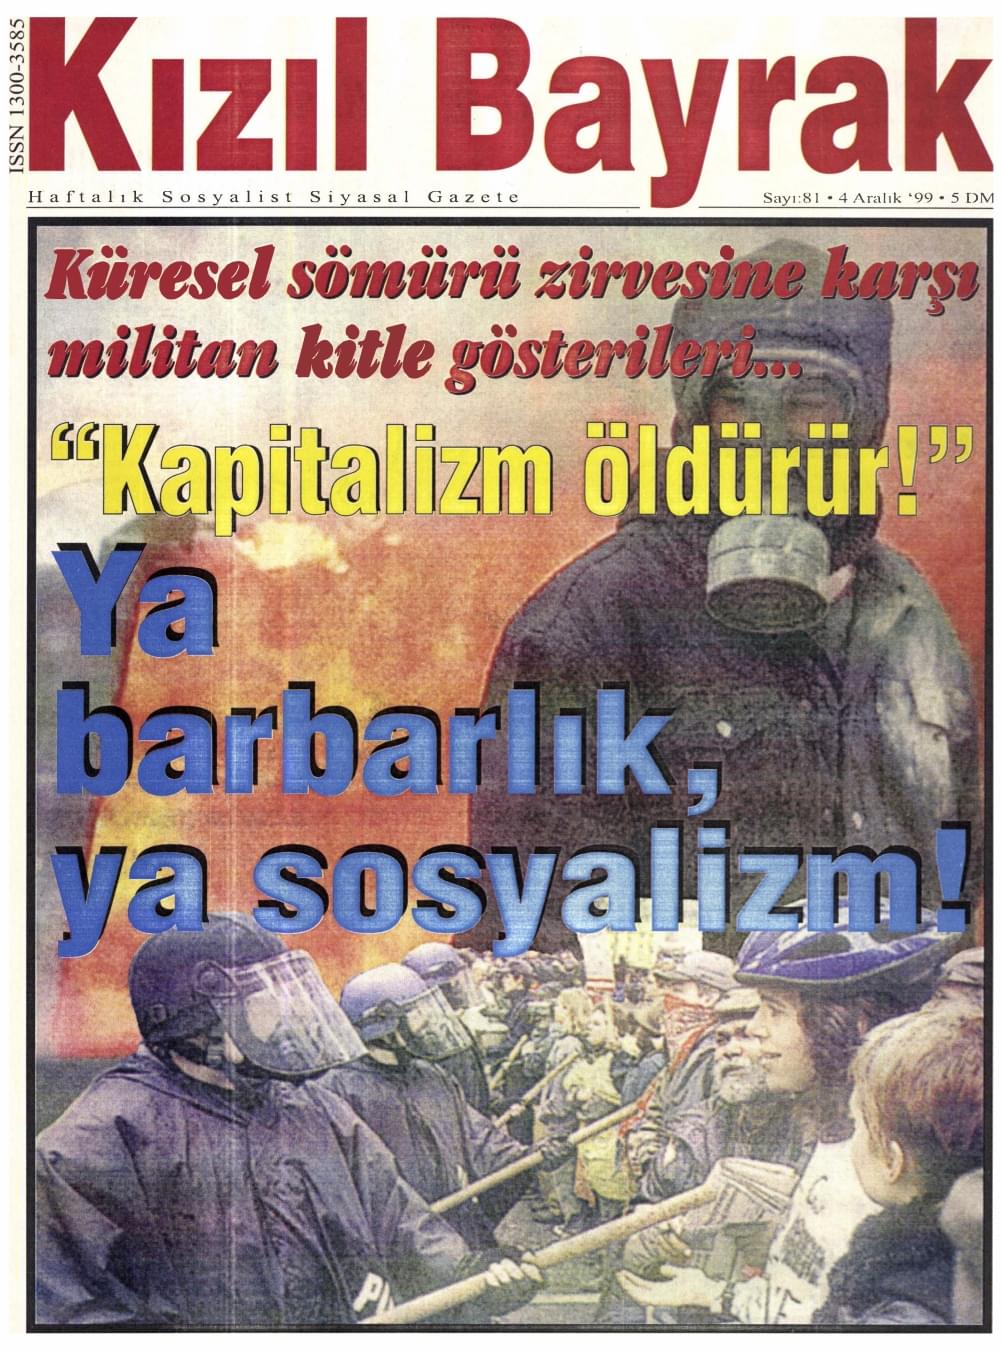 ISSN 1300-3585
Kızıl Bayrak
Haftalık Sosyalist Siyasal Gazete
Sayı:81 • 4 Aralık ‘99 • 5 DM
Küresel sömürü zirvesine karşı
militan kitle gösterileri...
“Kapitalizm öldürür!”
Ya
barbarlık,
ya sosyalizm!